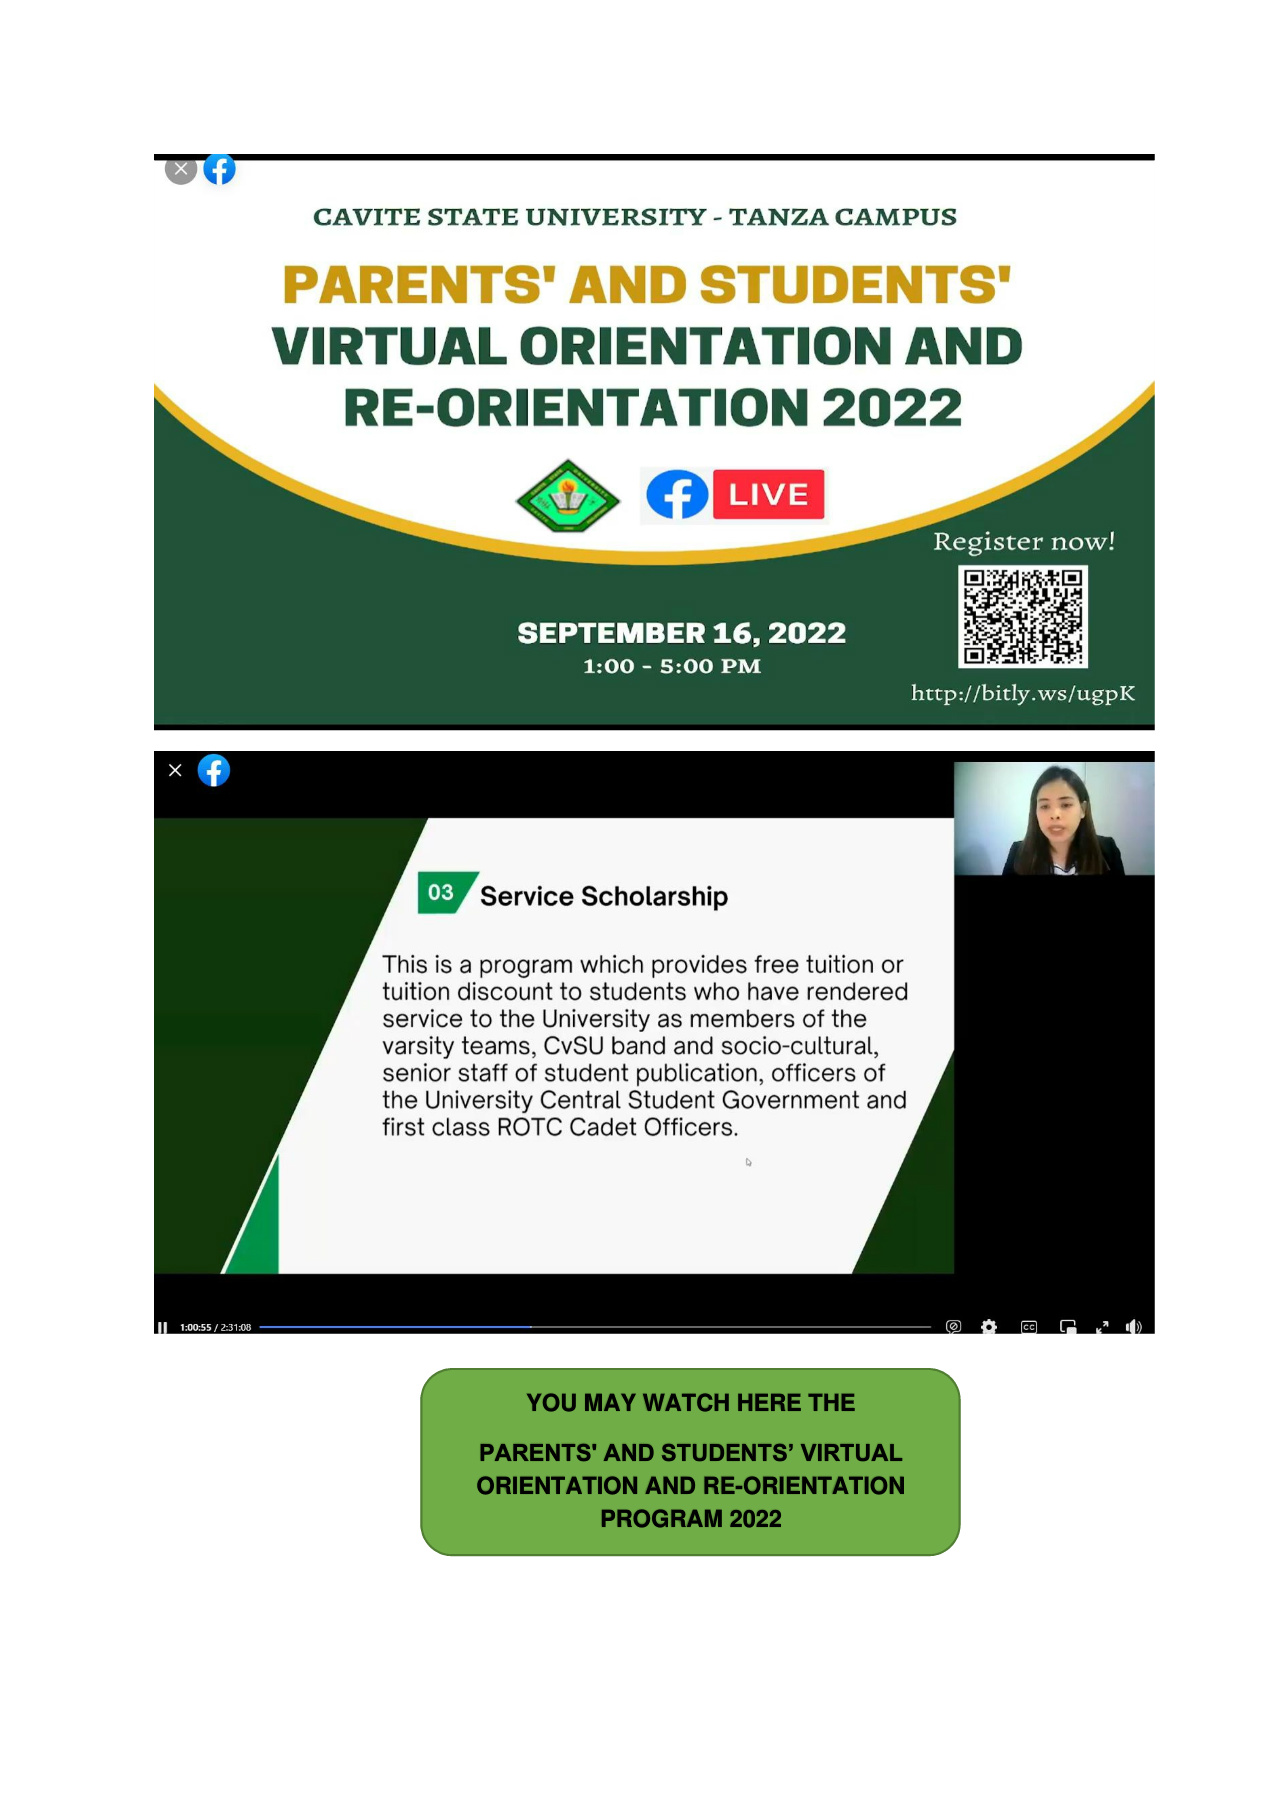 CAVITE STATE UNIVERSITY - TANZA CAMPUS
PARENTS' AND STUDENTS'
VIRTUAL ORIENTATION AND
RE-ORIENTATION 2022
LIVE
Register now!
SEPTEMBER 16, 2022
1:00 - 5:00 PM
http://bitly.ws/ugpK
03 Service Scholarship
This is a program which provides free tuition or
tuition discount to students who have rendered
service to the University as members of the
varsity teams, CvSU band and socio-cultural,
senior staff of student publication, officers of
the University Central Student Government and
first class ROTC Cadet Officers.
1:00:55 / 2:31:08
CC
YOU MAY WATCH HERE THE
PARENTS' AND STUDENTS’ VIRTUAL
ORIENTATION AND RE-ORIENTATION
PROGRAM 2022